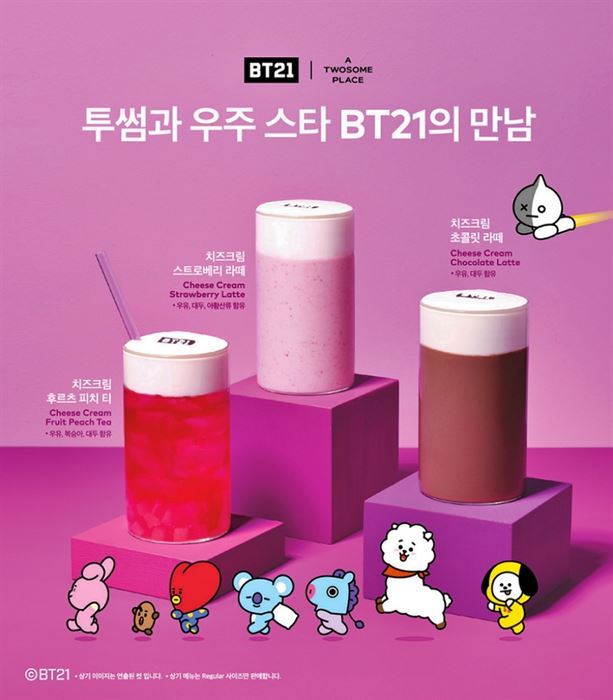 BT21
A
TWOSOME
PLACE
투썸과 우주 스타 BT21의 만남
치즈크림
스트로베리 라떼
Cheese Cream
Strawberry Latte
• 우유, 대두, 아황산류 함유
치즈크림
초콜릿 라떼
Cheese Cream
Chocolate Latte
• 우유, 대두 함유
BT21
치즈크림
후르츠 피치 티
Cheese Cream
Fruit Peach Tea
• 우유, 복숭아, 대두 함유
©BT21 • 상기 이미지는 연출된 컷 입니다. • 상기 메뉴는 Regular 사이즈만 판매합니다.